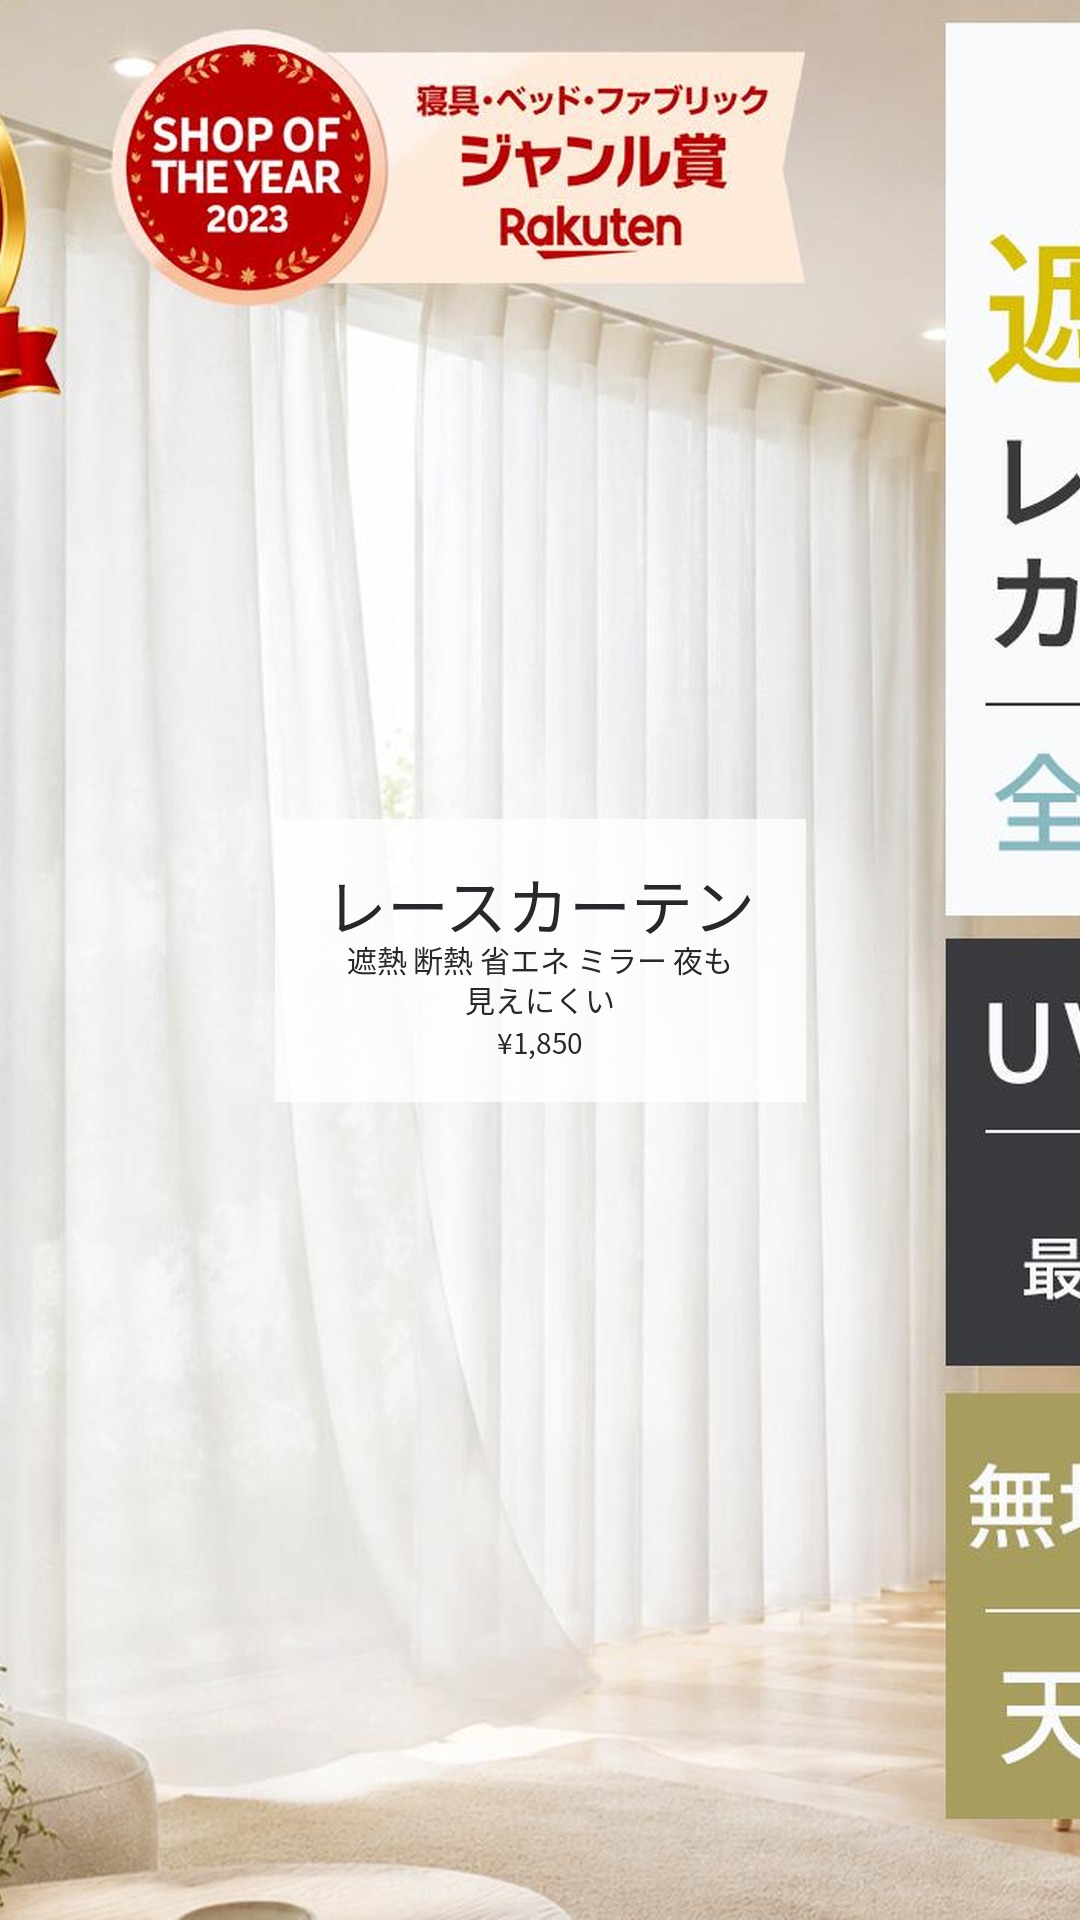 SHOP OF
THE YEAR
2023
寝具・ベッド・ファブリック
ジャンル賞
Rakuten
レ
カ
全
レースカーテン
遮熱 断熱 省エネ ミラー 夜も
見えにくい
¥1,850
UV
最
無
天